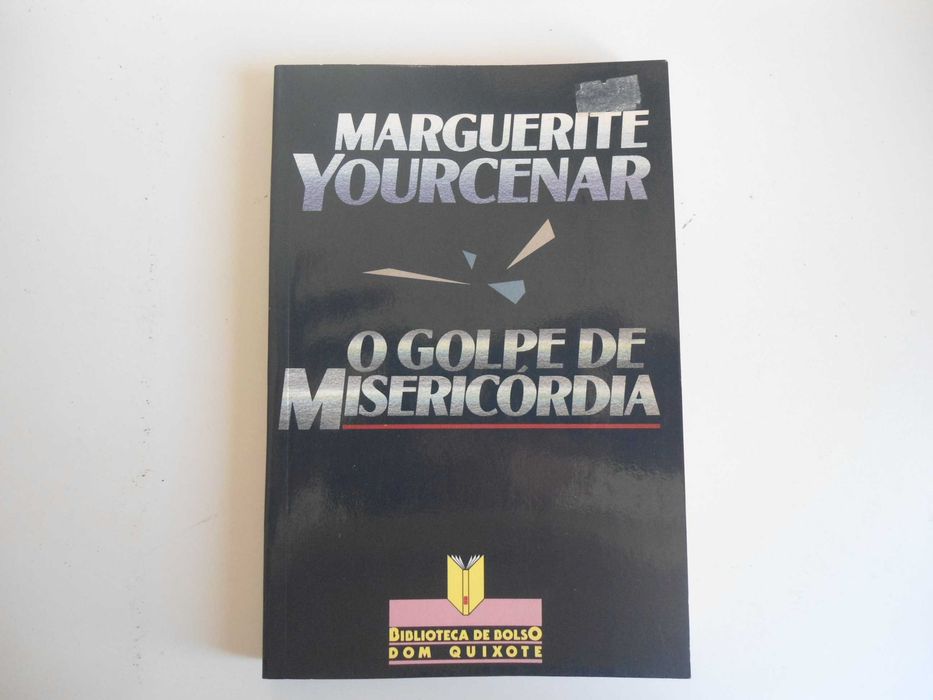 MARGUERITE
YOURCENAR
O GOLPE DE
MISERICÓRDIA
BIBLIOTECA DE BOLSO
DOM QUIXOTE